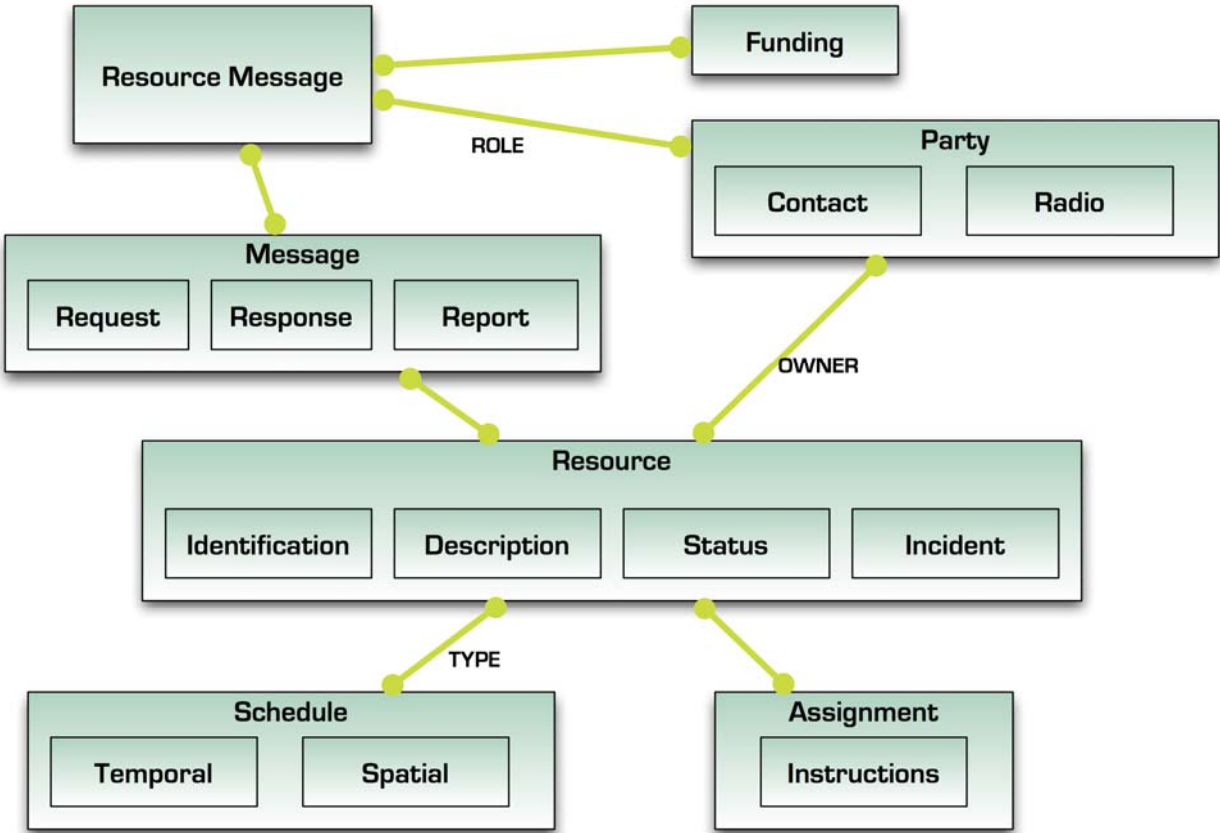 Resource Message
Funding
ROLE
Party
Contact
Radio
Message
Request
Response
Report
OWNER
Resource
Identification
Description
Status
Incident
TYPE
Schedule
Temporal
Spatial
Assignment
Instructions